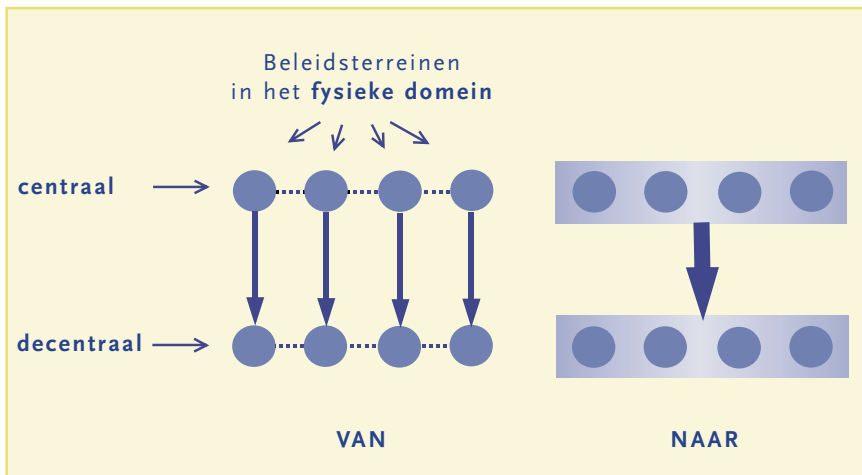 Beleidsterreinen
in het fysieke domein
centraal
decentraal
VAN
NAAR